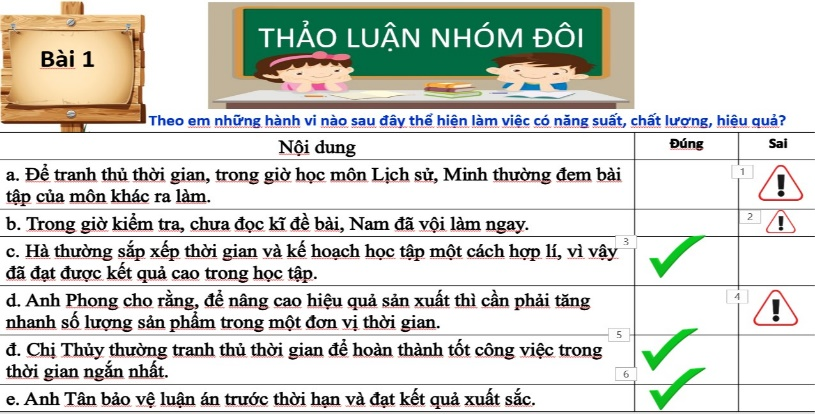 THẢO LUẬN NHÓM ĐÔI
Bài 1
Theo em những hành vi nào sau đây thể hiện làm việc có năng suất, chất lượng, hiệu quả?
Nội dung Đúng Sai
a. Để tranh thủ thời gian, trong giờ học môn Lịch sử, Minh thường đem bài 1
tập của môn khác ra làm.
b. Trong giờ kiểm tra, chưa đọc kĩ đề bài, Nam đã vội làm ngay. 2
c. Hà thường sắp xếp thời gian và kế hoạch học tập một cách hợp lí, vì vậy 3
đã đạt được kết quả cao trong học tập.
d. Anh Phong cho rằng, để nâng cao hiệu quả sản xuất thì cần phải tăng 4
nhanh số lượng sản phẩm trong một đơn vị thời gian.
5
đ. Chị Thủy thường tranh thủ thời gian để hoàn thành tốt công việc trong
thời gian ngắn nhất. 6
e. Anh Tân bảo vệ luận án trước thời hạn và đạt kết quả xuất sắc.